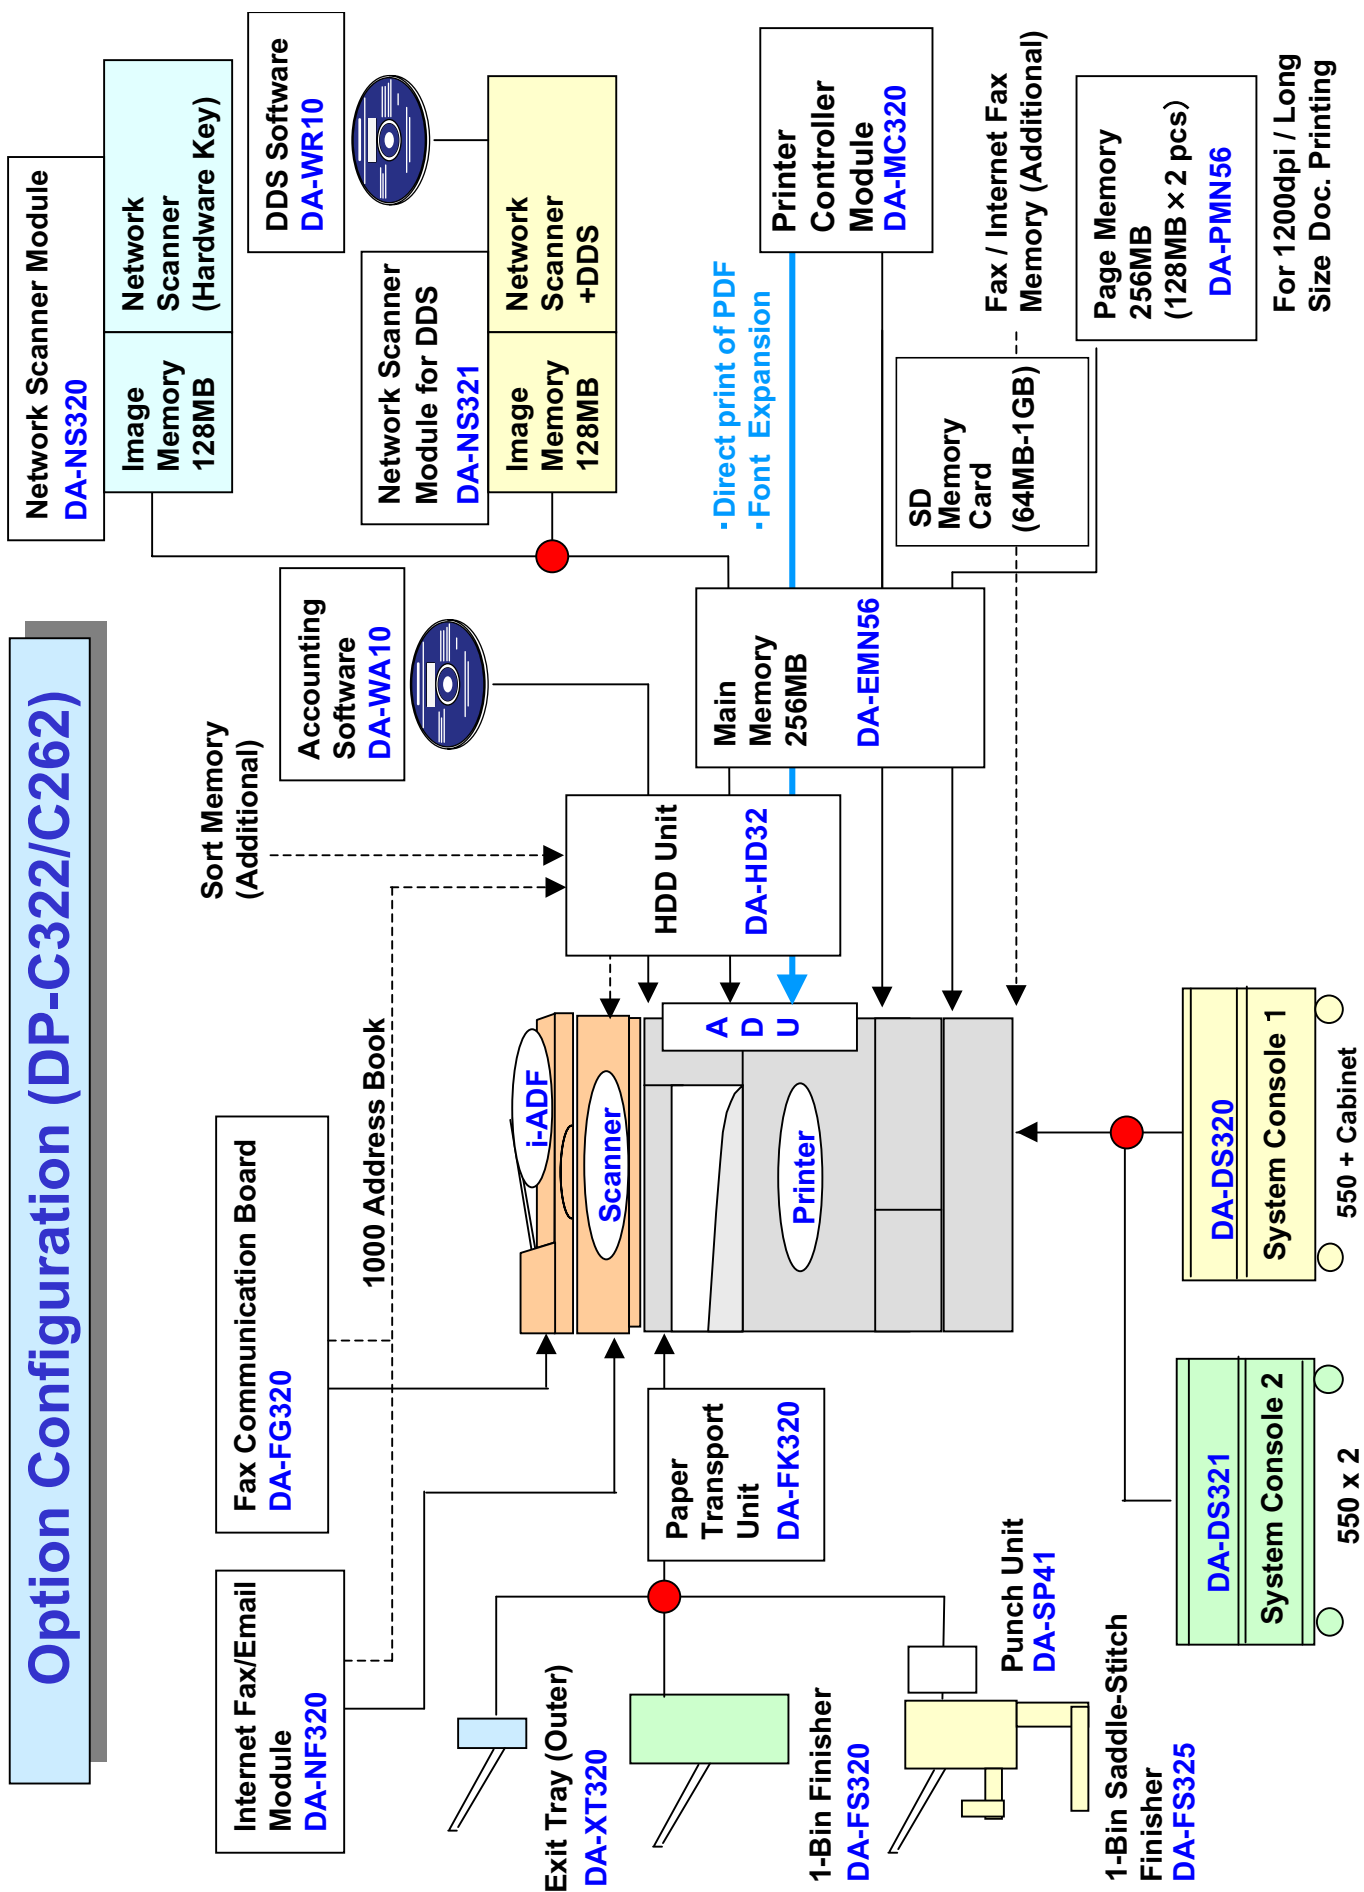 Option Configuration (DP-C322/C262)
Internet Fax/Email
Module
DA-NF320
Fax Communication Board
DA-FG320
1000 Address Book
Sort Memory
(Additional)
Accounting
Software
DA-WA10
Network Scanner Module
DA-NS320
Image
Memory
128MB
Network
Scanner
(Hardware Key)
DDS Software
DA-WR10
Network Scanner
Module for DDS
DA-NS321
Image
Memory
128MB
Network
Scanner
+DDS
Exit Tray (Outer)
DA-XT320
1-Bin Finisher
DA-FS320
1-Bin Saddle-Stitch
Finisher
DA-FS325
Punch Unit
DA-SP41
Paper
Transport
Unit
DA-FK320
i-ADF
Scanner
Printer
A
D
U
HDD Unit
DA-HD32
Main
Memory
256MB
DA-EMN56
・Direct print of PDF
・Font Expansion
Printer
Controller
Module
DA-MC320
SD
Memory
Card
(64MB-1GB)
Fax / Internet Fax
Memory (Additional)
Page Memory
256MB
(128MB × 2 pcs)
DA-PMN56
For 1200dpi / Long
Size Doc. Printing
DA-DS321
System Console 2
550 x 2
DA-DS320
System Console 1
550 + Cabinet